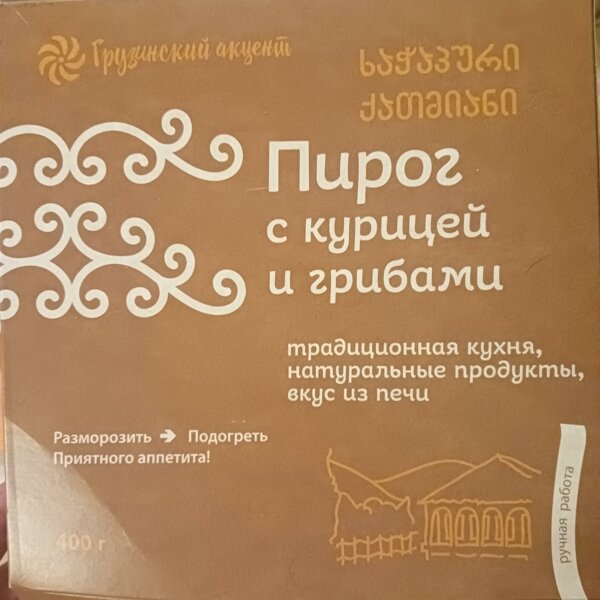 Грузинский акцент
ხაჭაპური
ქათმიანი
Пирог
с курицей
и грибами
традиционная кухня,
натуральные продукты,
вкус из печи
Разморозить → Подогреть
Приятного аппетита!
400 г
ручная работа